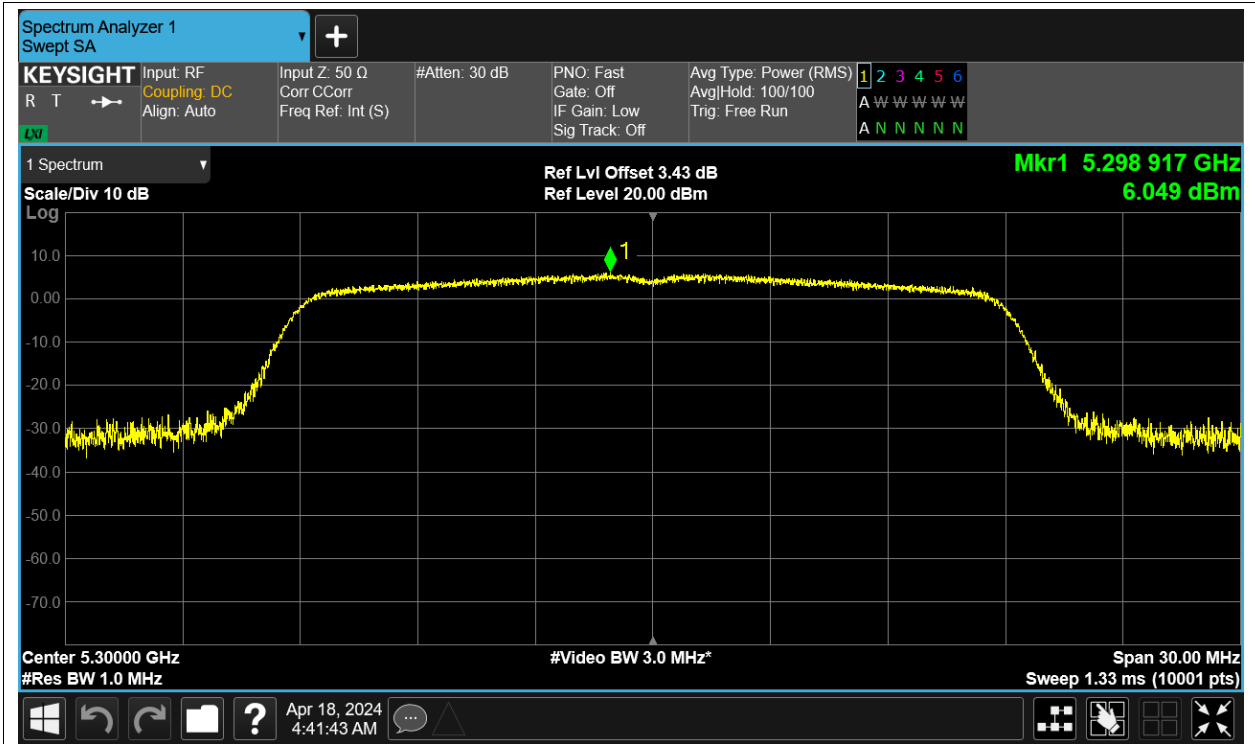 Spectrum Analyzer 1
Swept SA
KEYSIGHT
R T
LXI
Input: RF
Coupling: DC
Align: Auto
Input Z: 50 Ω
Corr CCorr
Freq Ref: Int (S)
#Atten: 30 dB
PNO: Fast
Gate: Off
IF Gain: Low
Sig Track: Off
Avg Type: Power (RMS)
Avg|Hold: 100/100
Trig: Free Run
1 2 3 4 5 6
A W W W W W
A N N N N N
1 Spectrum
Scale/Div 10 dB
Log
Ref Lvl Offset 3.43 dB
Ref Level 20.00 dBm
Mkr1 5.298 917 GHz
6.049 dBm
1
10.0
0.00
-10.0
-20.0
-30.0
-40.0
-50.0
-60.0
-70.0
Center 5.30000 GHz
#Res BW 1.0 MHz
#Video BW 3.0 MHz*
Span 30.00 MHz
Sweep 1.33 ms (10001 pts)
?
Apr 18, 2024
4:41:43 AM